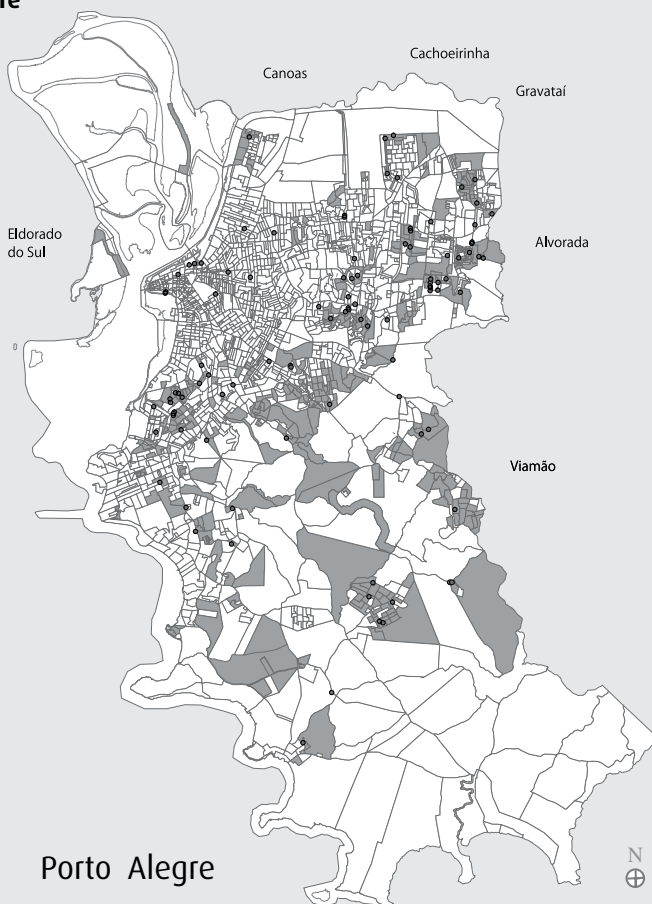 Canoas
Cachoeirinha
Gravataí
Eldorado
do Sul
Alvorada
Viamão
Porto Alegre
N